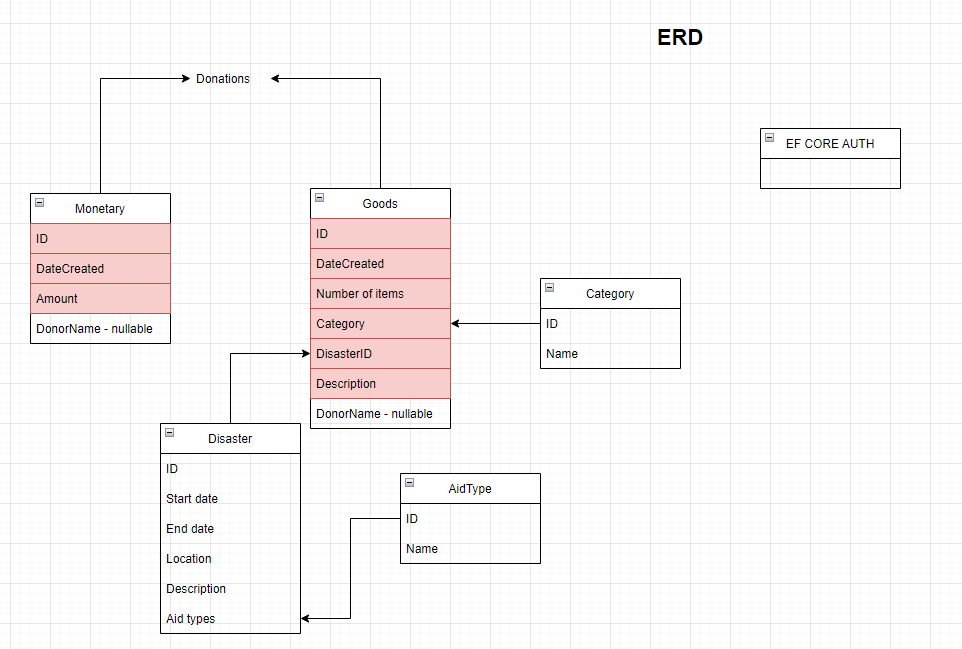 ERD
Donations
EF CORE AUTH
Monetary
ID
DateCreated
Amount
DonorName - nullable
Goods
ID
DateCreated
Number of items
Category
DisasterID
Description
DonorName - nullable
Category
ID
Name
Disaster
ID
Start date
End date
Location
Description
Aid types
AidType
ID
Name